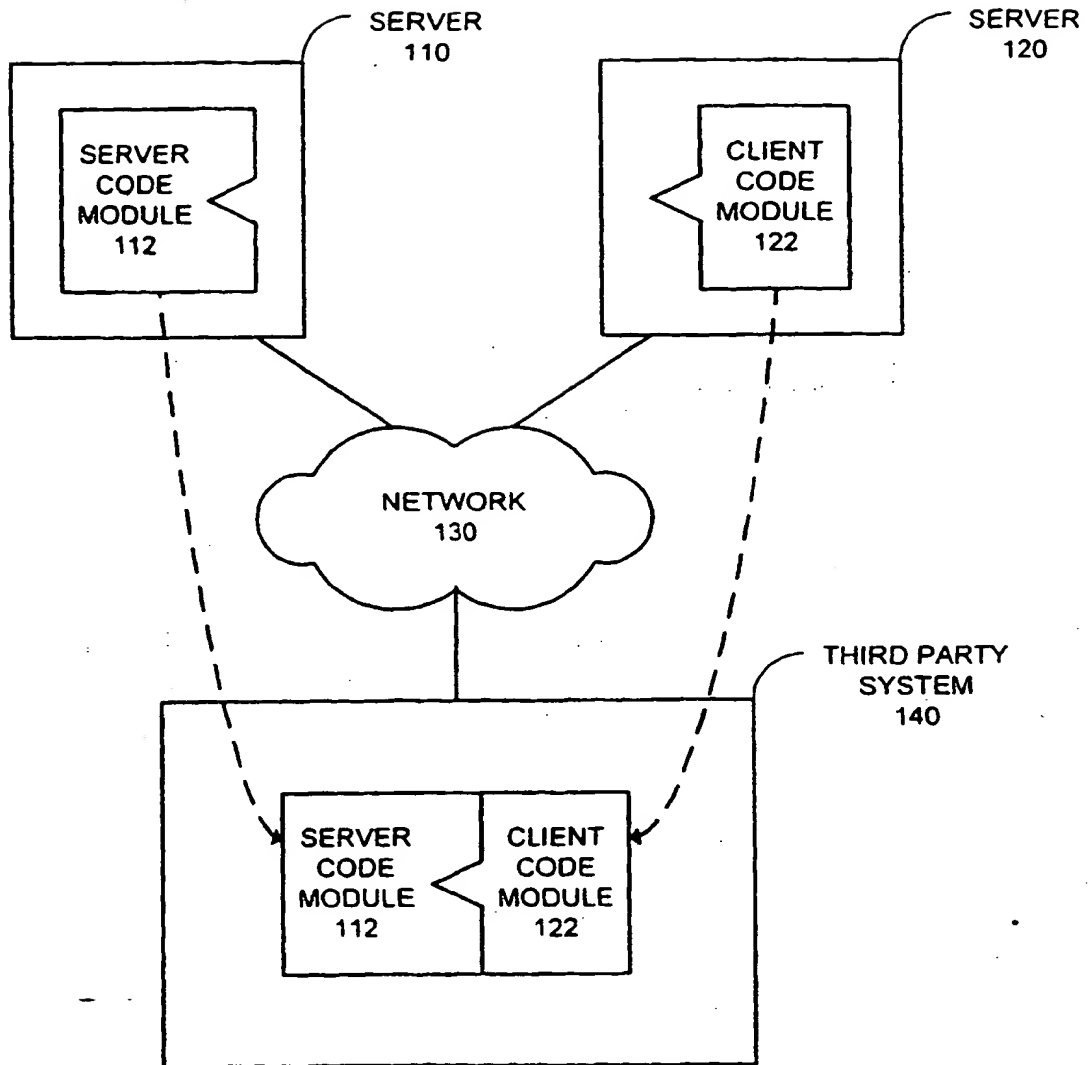 SERVER
110
SERVER
120
SERVER
CODE
MODULE
112
CLIENT
CODE
MODULE
122
NETWORK
130
THIRD PARTY
SYSTEM
140
SERVER
CODE
MODULE
112
CLIENT
CODE
MODULE
122